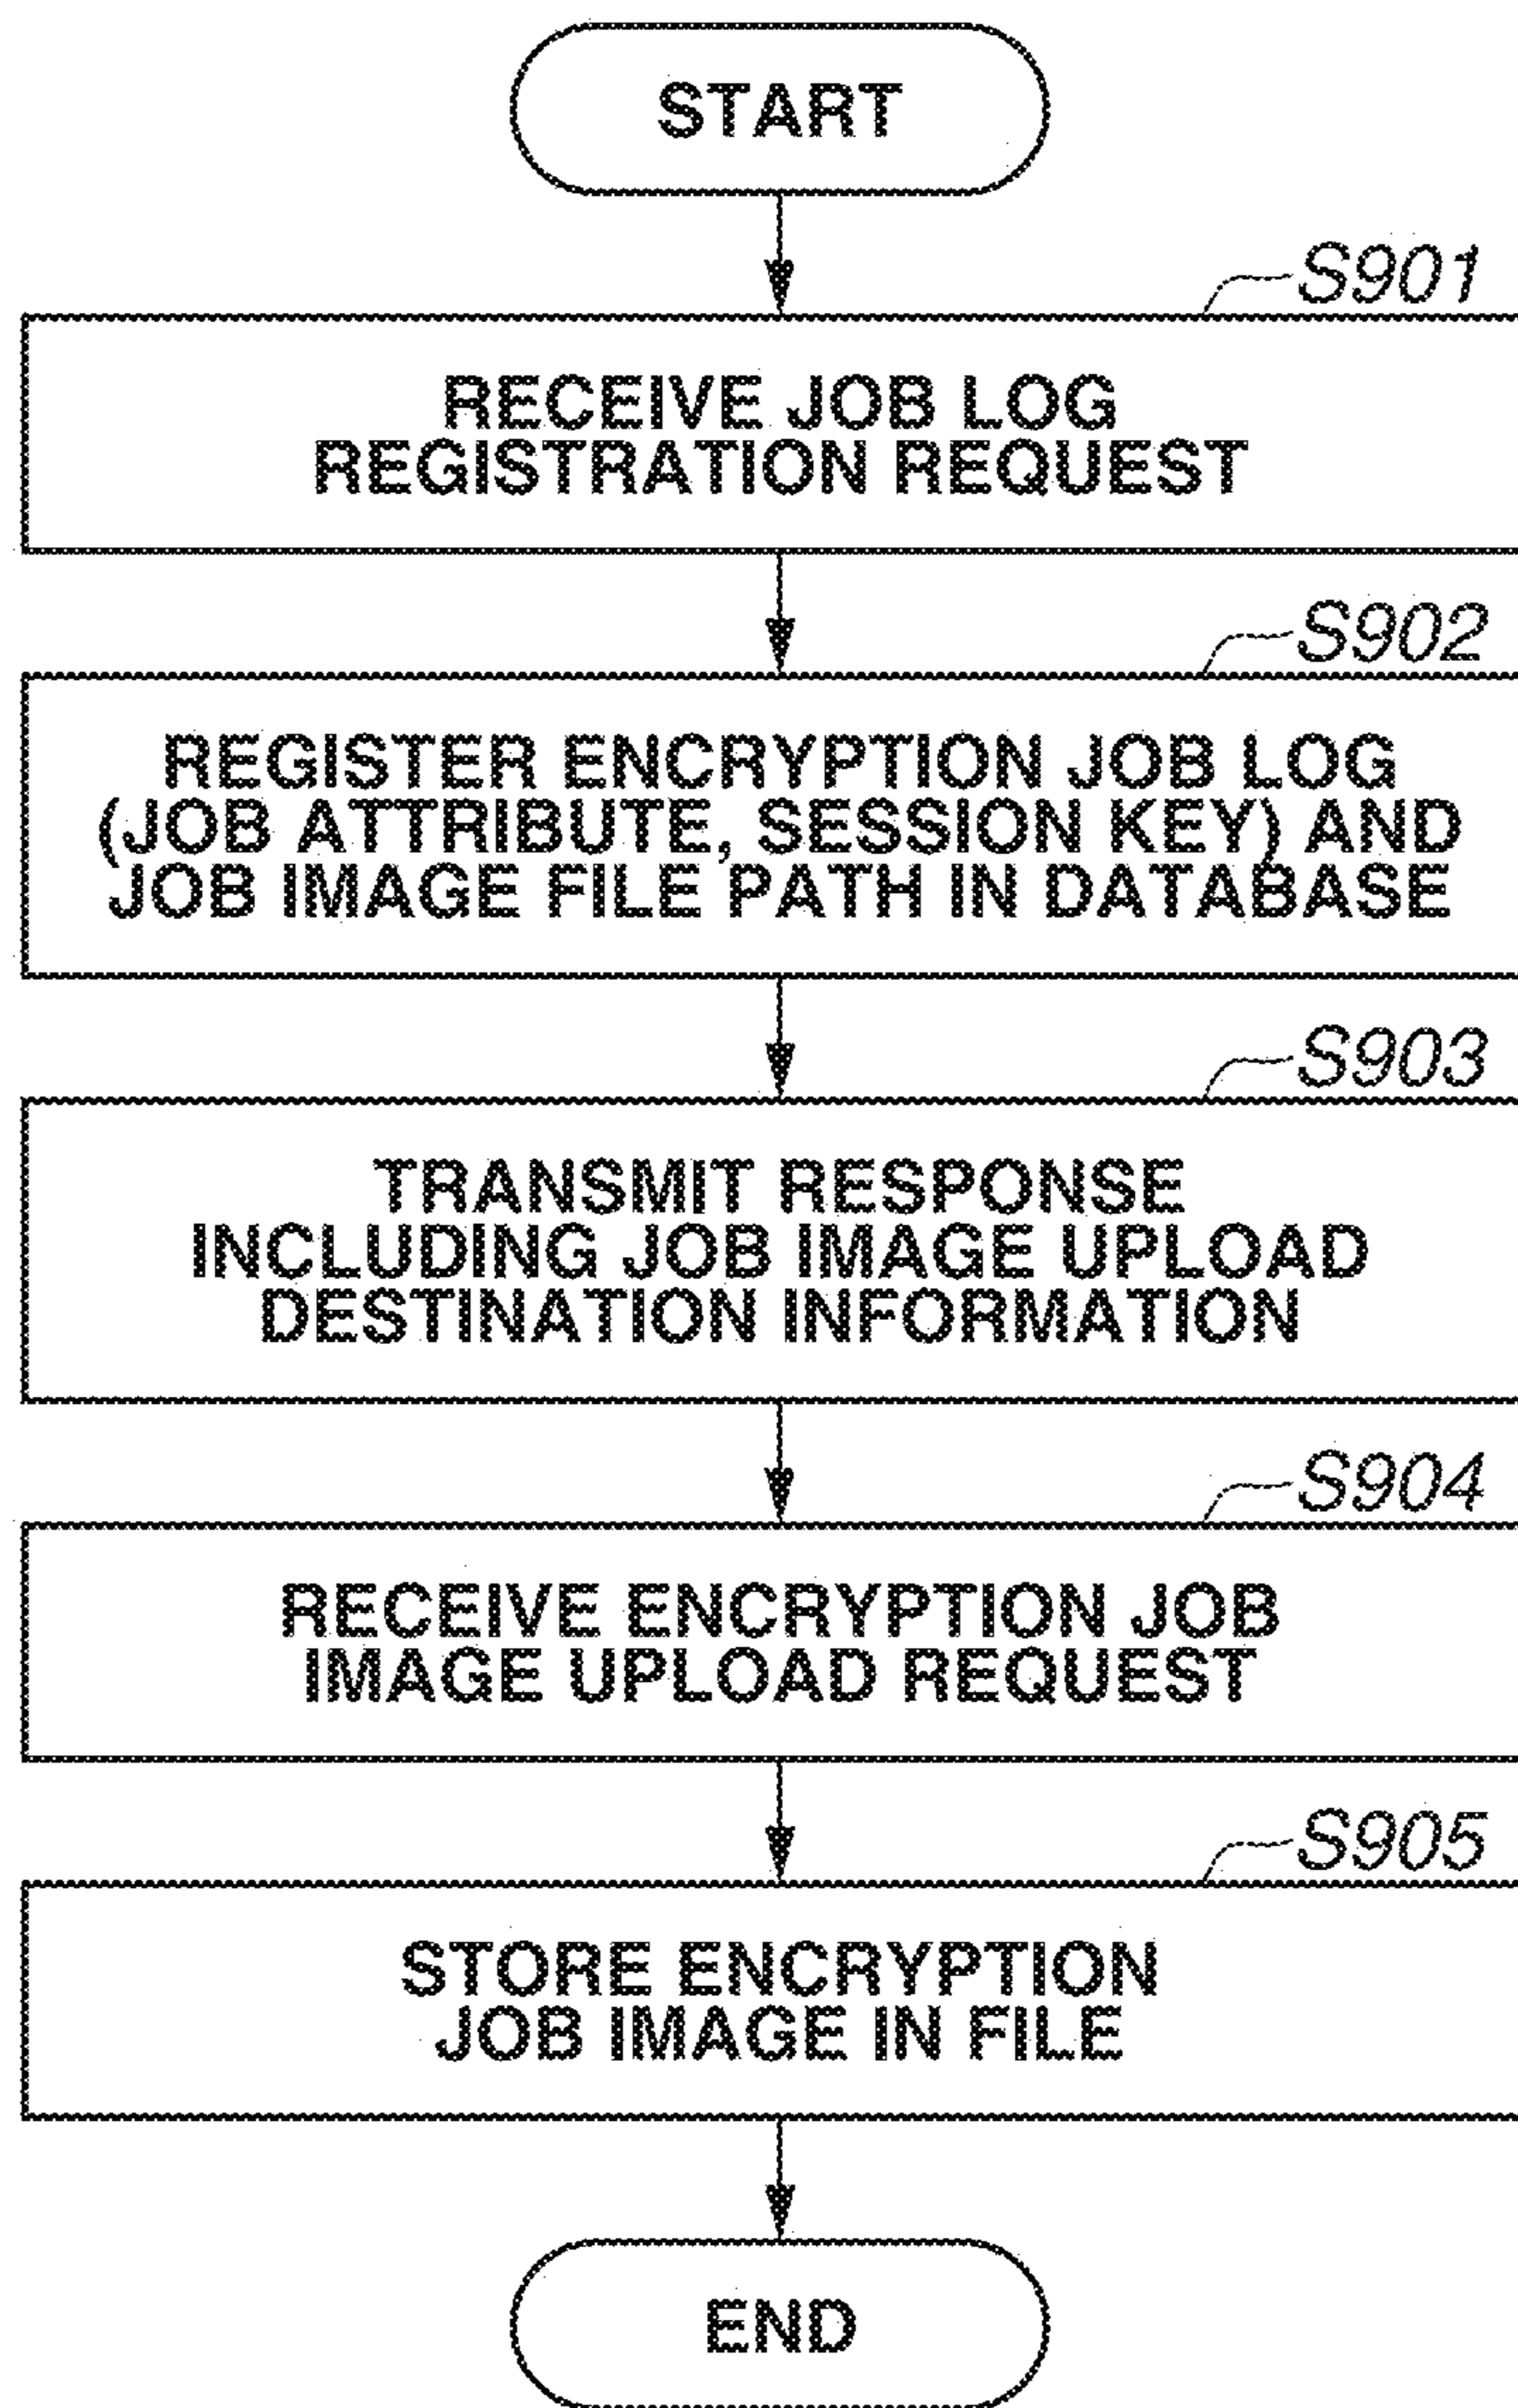 START
S901
RECEIVE JOB LOG
REGISTRATION REQUEST
S902
REGISTER ENCRYPTION JOB LOG
(JOB ATTRIBUTE, SESSION KEY) AND
JOB IMAGE FILE PATH IN DATABASE
S903
TRANSMIT RESPONSE
INCLUDING JOB IMAGE UPLOAD
DESTINATION INFORMATION
S904
RECEIVE ENCRYPTION JOB
IMAGE UPLOAD REQUEST
S905
STORE ENCRYPTION
JOB IMAGE IN FILE
END